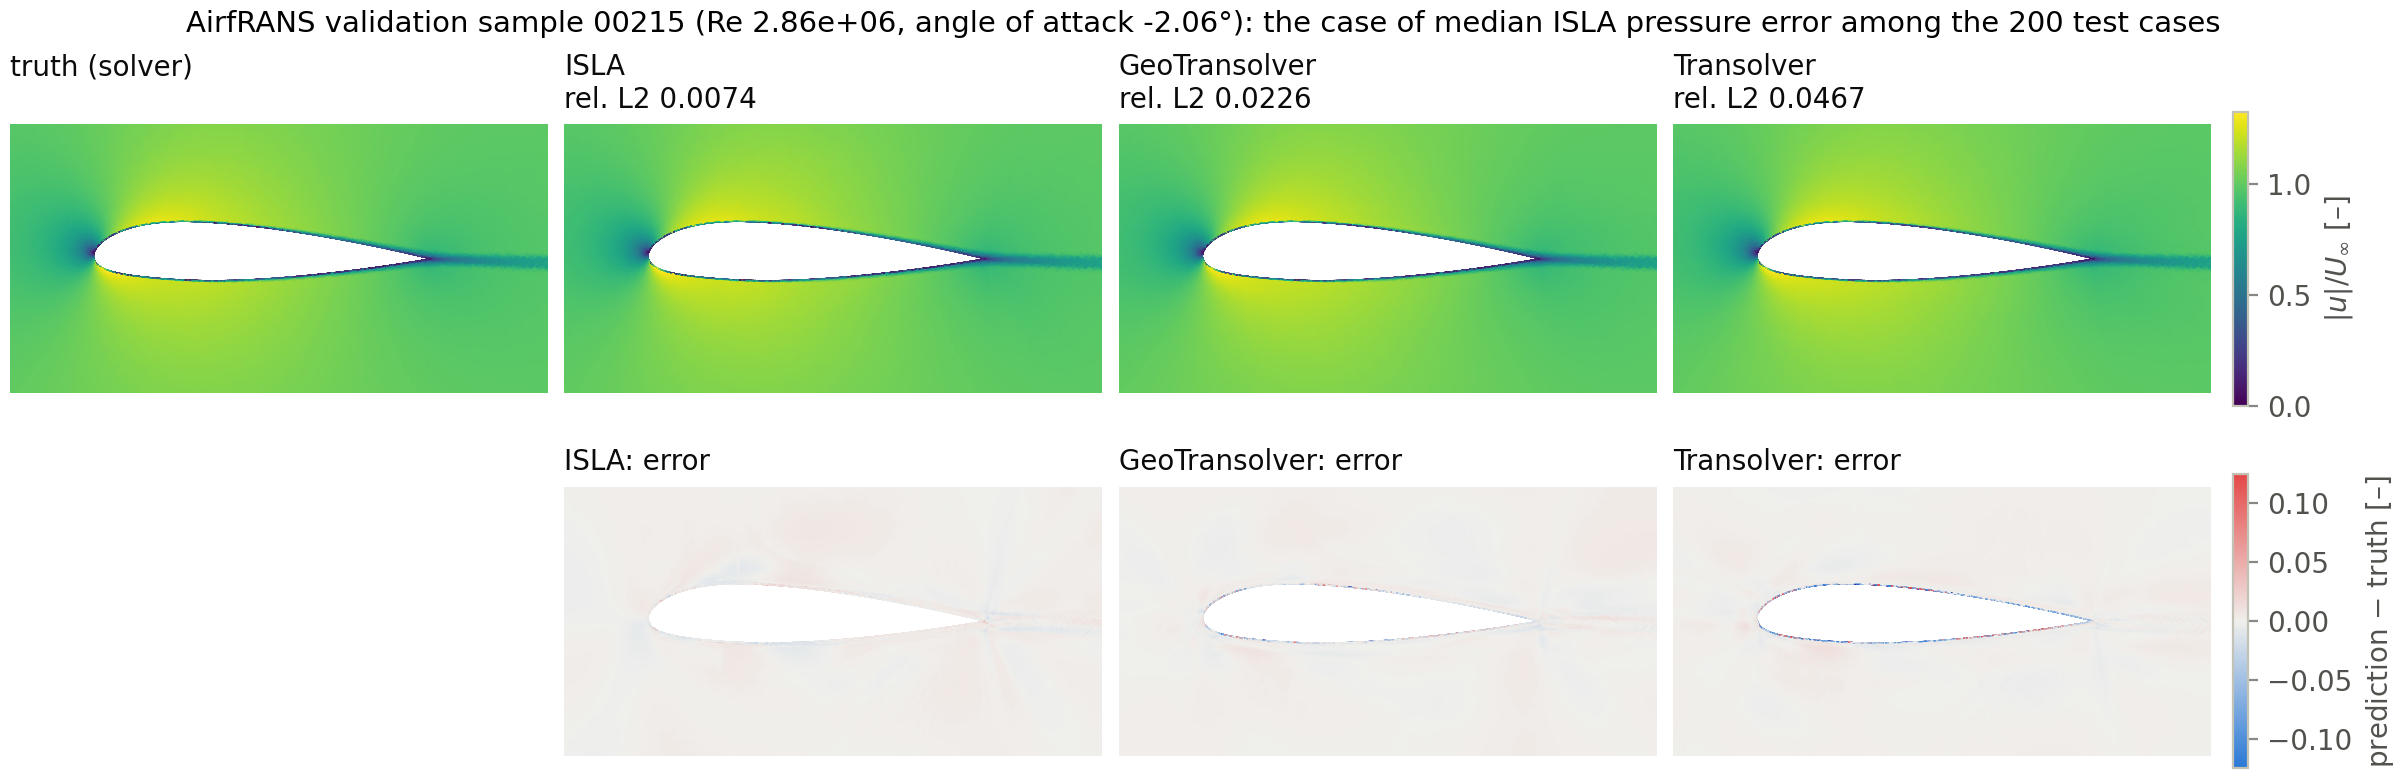 AirfRANS validation sample 00215 (Re 2.86e+06, angle of attack -2.06°): the case of median ISLA pressure error among the 200 test cases
truth (solver)
ISLA
rel. L2 0.0074
GeoTransolver
rel. L2 0.0226
Transolver
rel. L2 0.0467
1.0
0.5
0.0
|u|/U∞ [–]
ISLA: error
GeoTransolver: error
Transolver: error
0.10
0.05
0.00
−0.05
−0.10
prediction − truth [–]